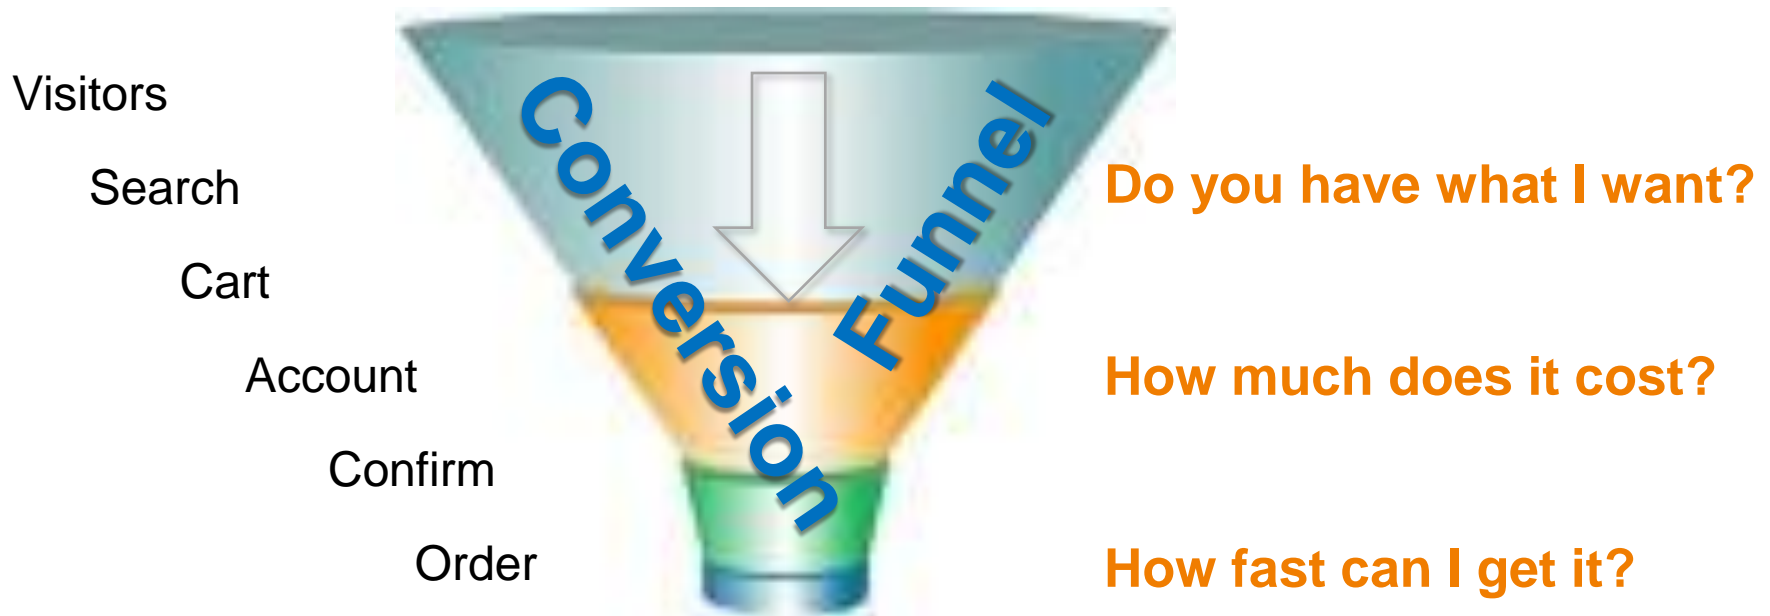 Visitors
Search
Cart
Account
Confirm
Order
Conversion
Funnel
Do you have what I want?
How much does it cost?
How fast can I get it?